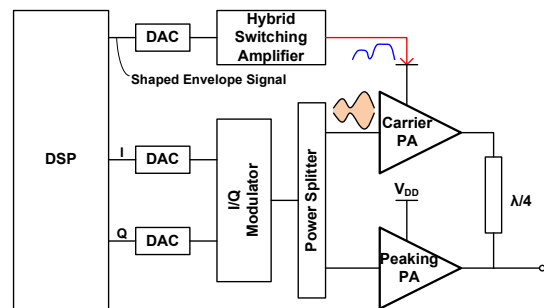 DSP
DAC
Hybrid
Switching
Amplifier
Shaped Envelope Signal
I
DAC
Q
DAC
I/Q
Modulator
Power Splitter
Carrier
PA
λ/4
VDD
Peaking
PA